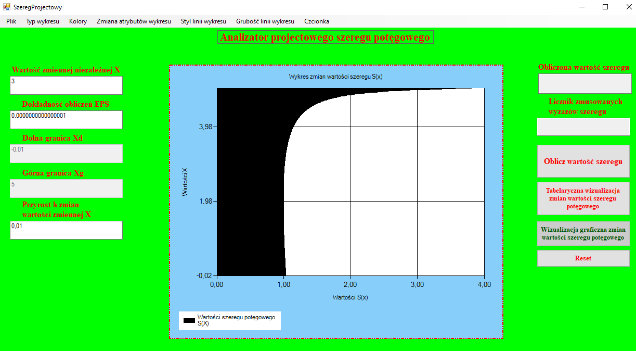 SzeregProjectowy
Plik Typ wykresu Kolory Zmiana atrybutów wykresu Styl linii wykresu Grubość linii wykresu Czcionka
Analizator projectowego szeregu potęgowego
Wartość zmiennej niezależnej X
3
Dokładność obliczeń EPS
0.0000000000000001
Dolna granica Xd
-0.01
Górna granica Xg
5
Przyrost h zmian
wartości zmiennej X
0,01
Wykres zmian wartości szeregu S(x)
Wartości X
3,98
1,98
-0,02
0,00 1,00 2,00 3,00 4,00
Wartości S(x)
Wartości szeregu potęgowego
S(X)
Obliczona wartość szeregu
Licznik zsumowanych
wyrazów szeregu
Oblicz wartość szeregu
Tabelaryczna wizualizacja
zmian wartości szeregu
potęgowego
Wizualizacja graficzna zmian
wartości szeregu potęgowego
Reset